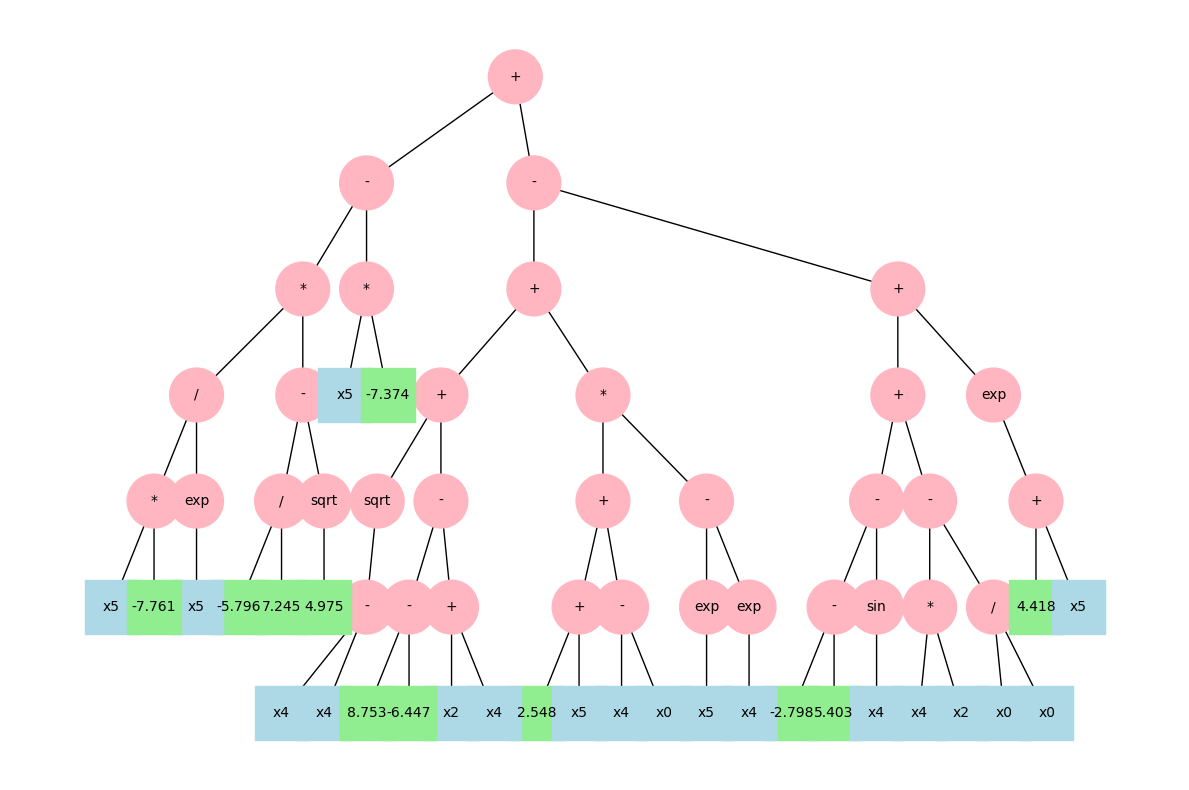 +
- -
* * + +
/ - x5 -7.374 + * + exp
* exp / sqrt sqrt - + - - - +
x5 -7.761 x5 -5.796 7.245 4.975 - - + + - exp exp - sin * / 4.418 x5
x4 x4 8.753 -6.447 x2 x4 2.548 x5 x4 x0 x5 x4 -2.798 5.403 x4 x4 x2 x0 x0